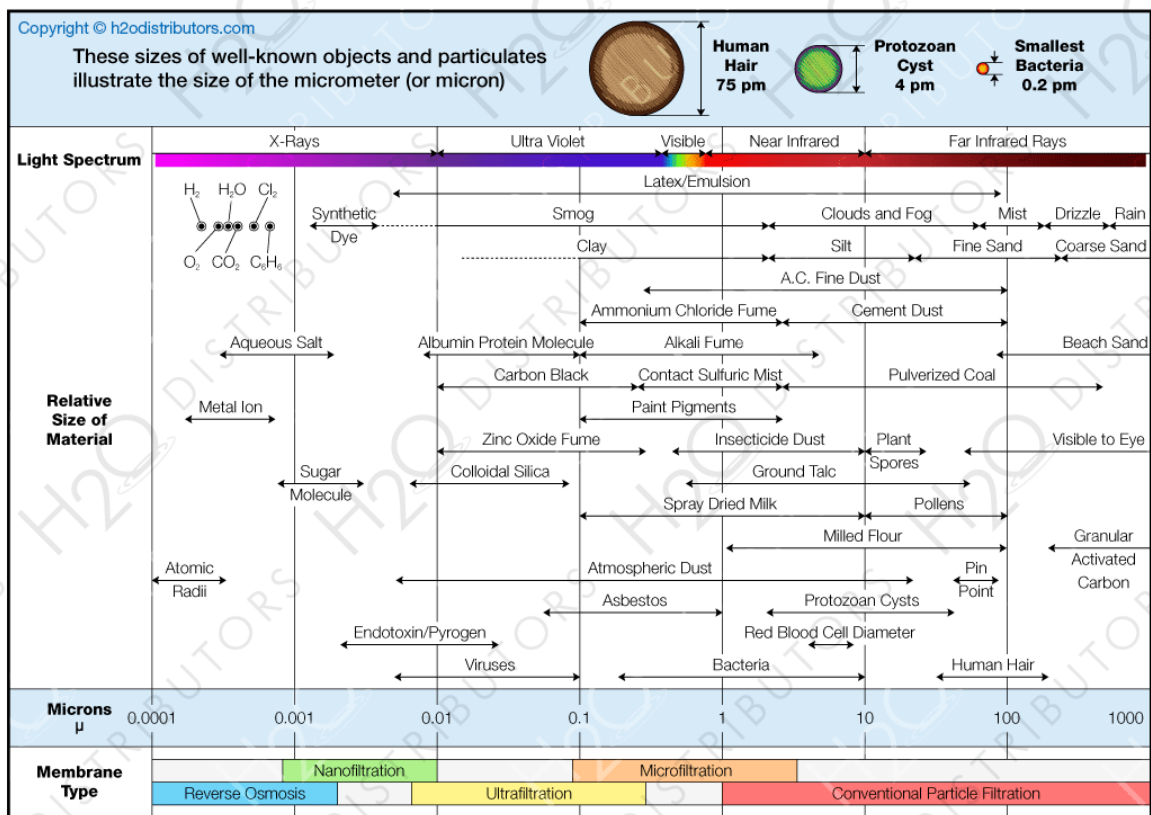 Copyright © h2odistributors.com
These sizes of well-known objects and particulates
illustrate the size of the micrometer (or micron)
Human
Hair
75 pm
Protozoan
Cyst
4 pm
Smallest
Bacteria
0.2 pm
Light Spectrum
X-Rays
Ultra Violet
Visible
Near Infrared
Far Infrared Rays
Relative
Size of
Material
Latex/Emulsion
H₂ H₂O Cl₂
O₂ CO₂ C₆H₆
Synthetic
Dye
Smog
Clouds and Fog
Mist
Drizzle
Rain
Clay
Silt
Fine Sand
Coarse Sand
A.C. Fine Dust
Ammonium Chloride Fume
Cement Dust
Aqueous Salt
Albumin Protein Molecule
Alkali Fume
Beach Sand
Carbon Black
Contact Sulfuric Mist
Pulverized Coal
Metal Ion
Paint Pigments
Zinc Oxide Fume
Insecticide Dust
Plant
Spores
Visible to Eye
Sugar
Molecule
Colloidal Silica
Ground Talc
Spray Dried Milk
Pollens
Milled Flour
Granular
Activated
Carbon
Atomic
Radii
Atmospheric Dust
Pin
Point
Asbestos
Protozoan Cysts
Endotoxin/Pyrogen
Red Blood Cell Diameter
Viruses
Bacteria
Human Hair
Microns
μ
0.0001 0.001 0.01 0.1 1 10 100 1000
Membrane
Type
Nanofiltration
Microfiltration
Reverse Osmosis
Ultrafiltration
Conventional Particle Filtration
H2O DISTRIBUTORS